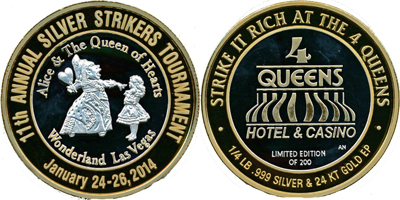 11th ANNUAL SILVER STRIKERS TOURNAMENT
Alice & The Queen of Hearts
Wonderland Las Vegas
January 24-26, 2014
• STRIKE IT RICH AT THE 4 QUEENS •
4
QUEENS
HOTEL & CASINO
AN
LIMITED EDITION
OF 200
1/4 LB .999 SILVER & 24 KT GOLD EP